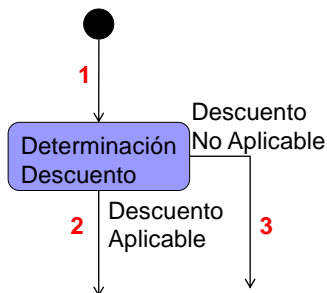 1
Descuento
No Aplicable
Determinación
Descuento
2
Descuento
Aplicable
3